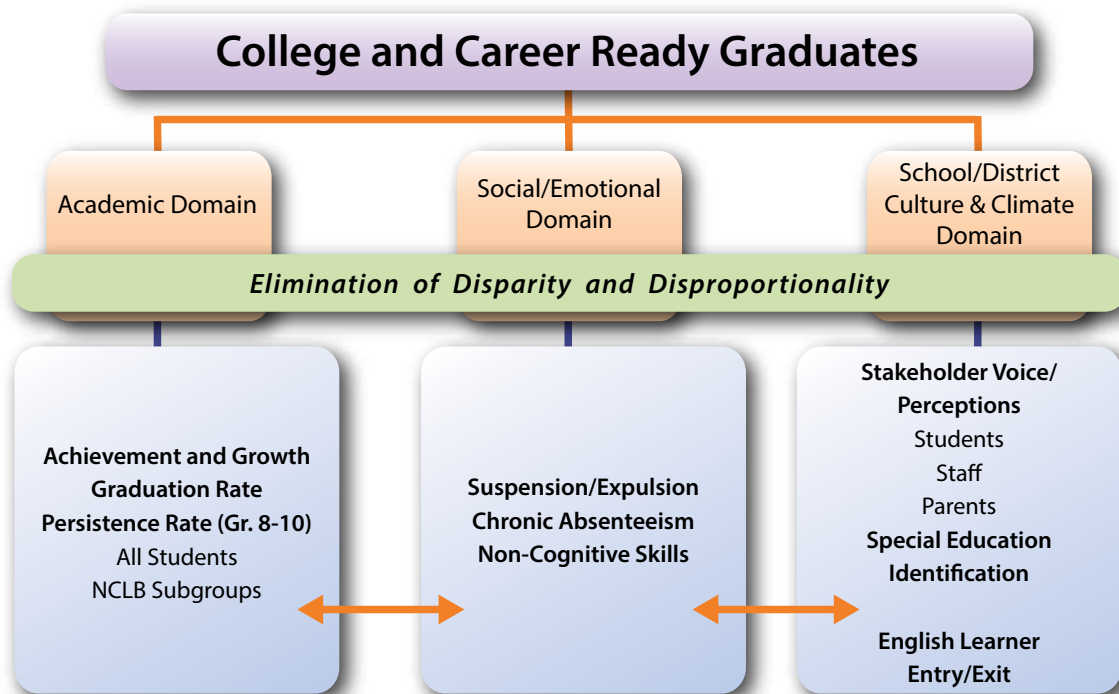 College and Career Ready Graduates
Academic Domain
Social/Emotional
Domain
School/District
Culture & Climate
Domain
Elimination of Disparity and Disproportionality
Achievement and Growth
Graduation Rate
Persistence Rate (Gr. 8-10)
All Students
NCLB Subgroups
Suspension/Expulsion
Chronic Absenteeism
Non-Cognitive Skills
Stakeholder Voice/
Perceptions
Students
Staff
Parents
Special Education
Identification
English Learner
Entry/Exit